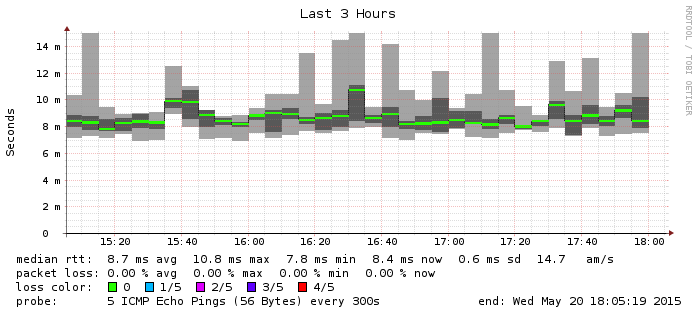 Last 3 Hours
RRDTOOL / TOBI OETIKER
Seconds
14 m
12 m
10 m
8 m
6 m
4 m
2 m
0
15:20 15:40 16:00 16:20 16:40 17:00 17:20 17:40 18:00
median rtt: 8.7 ms avg 10.8 ms max 7.8 ms min 8.4 ms now 0.6 ms sd 14.7 am/s
packet loss: 0.00 % avg 0.00 % max 0.00 % min 0.00 % now
loss color: 0 1/5 2/5 3/5 4/5
probe: 5 ICMP Echo Pings (56 Bytes) every 300s end: Wed May 20 18:05:19 2015